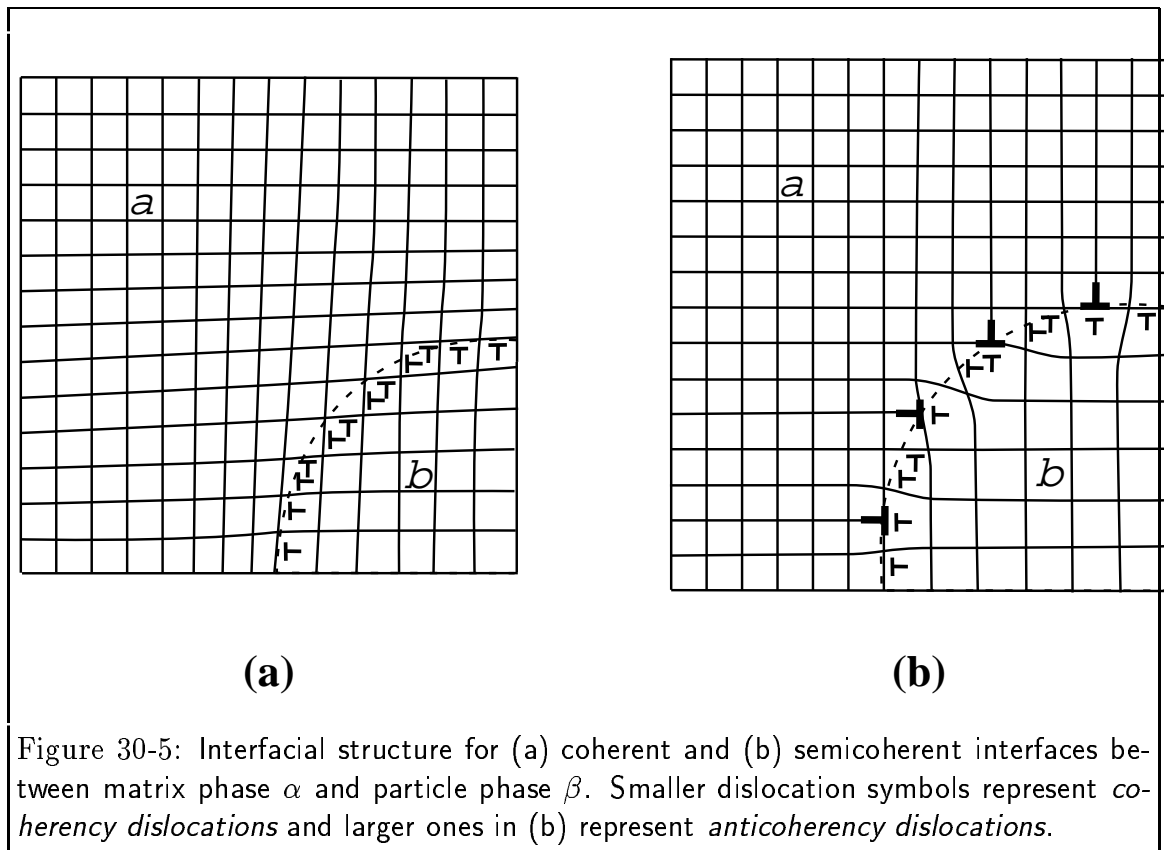 a
b
a
b
(a)
(b)
Figure 30-5: Interfacial structure for (a) coherent and (b) semicoherent interfaces be-
tween matrix phase α and particle phase β. Smaller dislocation symbols represent co-
herency dislocations and larger ones in (b) represent anticoherency dislocations.